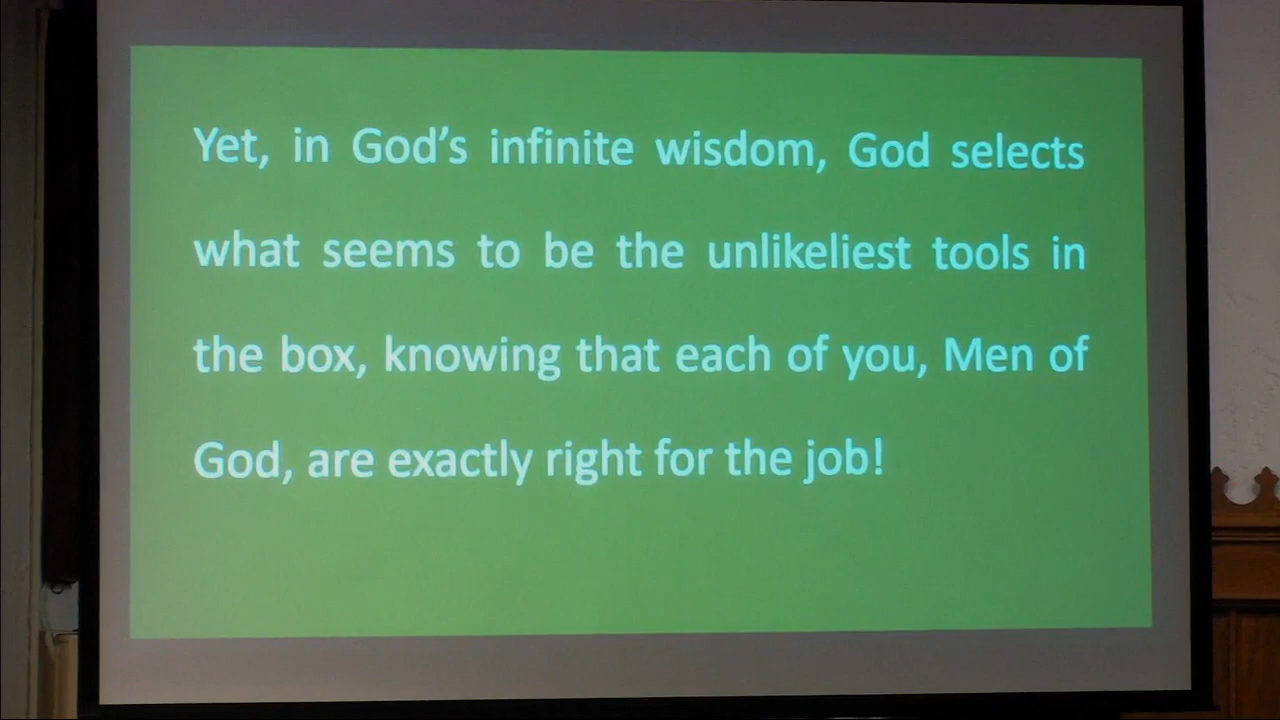 Yet, in God’s infinite wisdom, God selects
what seems to be the unlikeliest tools in
the box, knowing that each of you, Men of
God, are exactly right for the job!